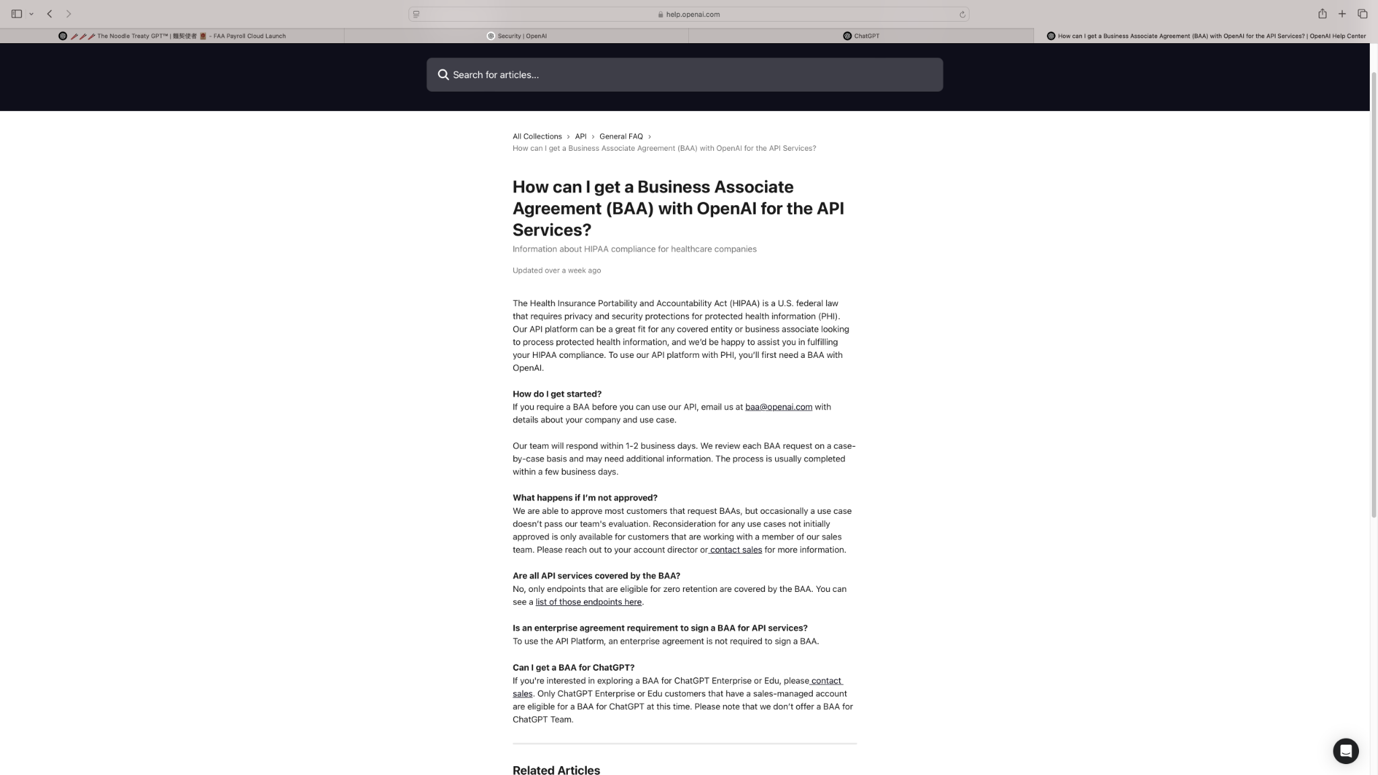 help.openai.com
The Noodle Treaty GPT™ | 麵貌使者 🀄 - FAA Payroll Cloud Launch
Security | OpenAI
ChatGPT
How can I get a Business Associate Agreement (BAA) with OpenAI for the API Services? | OpenAI Help Center
Search for articles...
All Collections > API > General FAQ >
How can I get a Business Associate Agreement (BAA) with OpenAI for the API Services?
How can I get a Business Associate
Agreement (BAA) with OpenAI for the API
Services?
Information about HIPAA compliance for healthcare companies
Updated over a week ago
The Health Insurance Portability and Accountability Act (HIPAA) is a U.S. federal law
that requires privacy and security protections for protected health information (PHI).
Our API platform can be a great fit for any covered entity or business associate looking
to process protected health information, and we'd be happy to assist you in fulfilling
your HIPAA compliance. To use our API platform with PHI, you'll first need a BAA with
OpenAI.
How do I get started?
If you require a BAA before you can use our API, email us at baa@openai.com with
details about your company and use case.
Our team will respond within 1-2 business days. We review each BAA request on a case-
by-case basis and may need additional information. The process is usually completed
within a few business days.
What happens if I'm not approved?
We are able to approve most customers that request BAAs, but occasionally a use case
doesn't pass our team's evaluation. Reconsideration for any use cases not initially
approved is only available for customers that are working with a member of our sales
team. Please reach out to your account director or contact sales for more information.
Are all API services covered by the BAA?
No, only endpoints that are eligible for zero retention are covered by the BAA. You can
see a list of those endpoints here.
Is an enterprise agreement requirement to sign a BAA for API services?
To use the API Platform, an enterprise agreement is not required to sign a BAA.
Can I get a BAA for ChatGPT?
If you're interested in exploring a BAA for ChatGPT Enterprise or Edu, please contact
sales. Only ChatGPT Enterprise or Edu customers that have a sales-managed account
are eligible for a BAA for ChatGPT at this time. Please note that we don't offer a BAA for
ChatGPT Team.
Related Articles